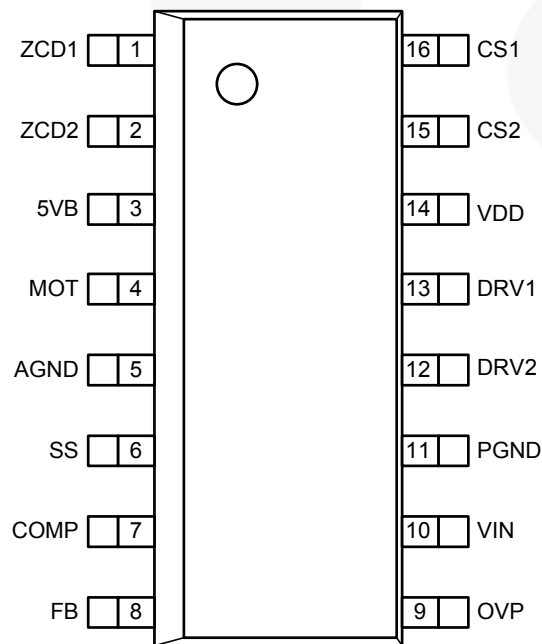 ZCD1 1 16 CS1
ZCD2 2 15 CS2
5VB 3 14 VDD
MOT 4 13 DRV1
AGND 5 12 DRV2
SS 6 11 PGND
COMP 7 10 VIN
FB 8 9 OVP